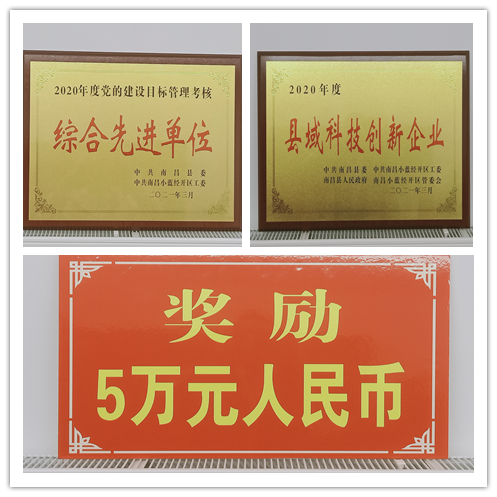 2020年度党的建设目标管理考核
综合先进单位
中共南昌县委
中共南昌小蓝经开区工委
二〇二一年三月
2020年度
县域科技创新企业
中共南昌县委 中共南昌小蓝经开区工委
南昌县人民政府 南昌小蓝经开区管委会
二〇二一年三月
奖励
5万元人民币